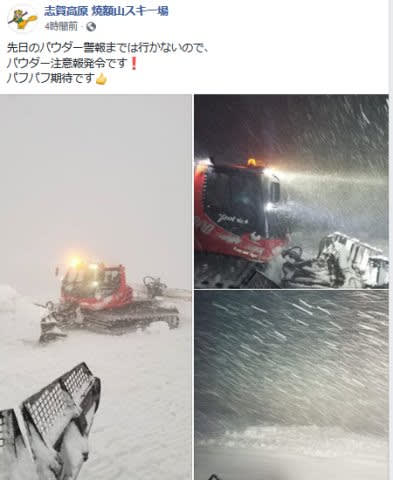 志賀高原 焼額山スキー場
4時間前 ·
先日のパウダー警報までは行かないので、
パウダー注意報発令です❗
パフパフ期待です👍